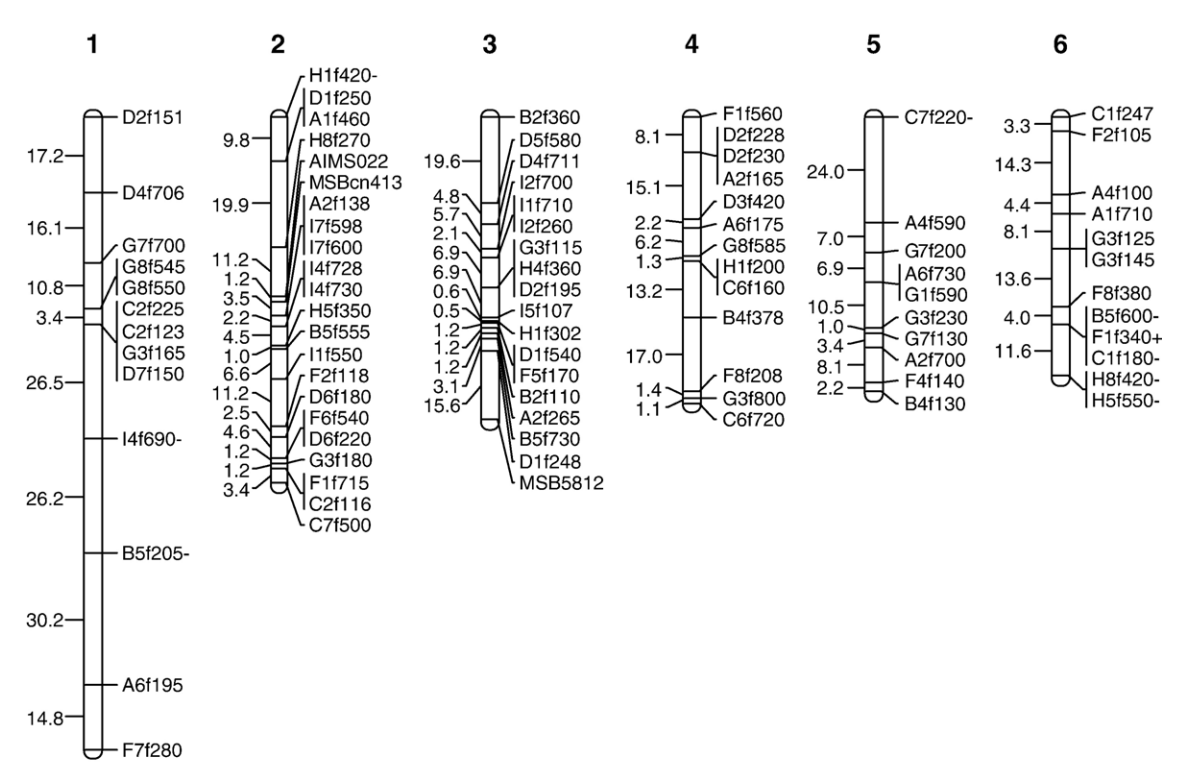 1
D2f151
17.2
D4f706
16.1
G7f700
10.8
G8f545
G8f550
3.4
C2f225
C2f123
G3f165
D7f150
26.5
I4f690-
26.2
B5f205-
30.2
A6f195
14.8
F7f280
2
H1f420-
D1f250
A1f460
9.8
H8f270
AIMS022
MSBcn413
19.9
A2f138
I7f598
I7f600
11.2
I4f728
1.2
I4f730
3.5
H5f350
2.2
B5f555
4.5
I1f550
1.0
F2f118
6.6
D6f180
11.2
F6f540
2.5
D6f220
4.6
G3f180
1.2
F1f715
1.2
C2f116
3.4
C7f500
3
B2f360
D5f580
19.6
D4f711
4.8
I2f700
5.7
I1f710
2.1
I2f260
6.9
G3f115
6.9
H4f360
0.6
D2f195
0.5
I5f107
1.2
H1f302
1.2
D1f540
1.2
F5f170
3.1
B2f110
15.6
A2f265
B5f730
D1f248
MSB5812
4
F1f560
8.1
D2f228
D2f230
A2f165
15.1
D3f420
2.2
A6f175
6.2
G8f585
1.3
H1f200
C6f160
13.2
B4f378
17.0
F8f208
1.4
G3f800
1.1
C6f720
5
C7f220-
24.0
A4f590
7.0
G7f200
6.9
A6f730
G1f590
10.5
G3f230
1.0
G7f130
3.4
A2f700
8.1
F4f140
2.2
B4f130
6
C1f247
3.3
F2f105
14.3
A4f100
4.4
A1f710
8.1
G3f125
G3f145
13.6
F8f380
4.0
B5f600-
F1f340+
C1f180-
11.6
H8f420-
H5f550-